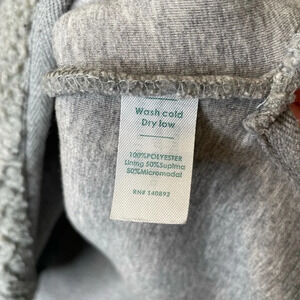 Wash cold
Dry low
100%POLYESTER
Lining 50%Supima
50%Micromodal
RN# 140892